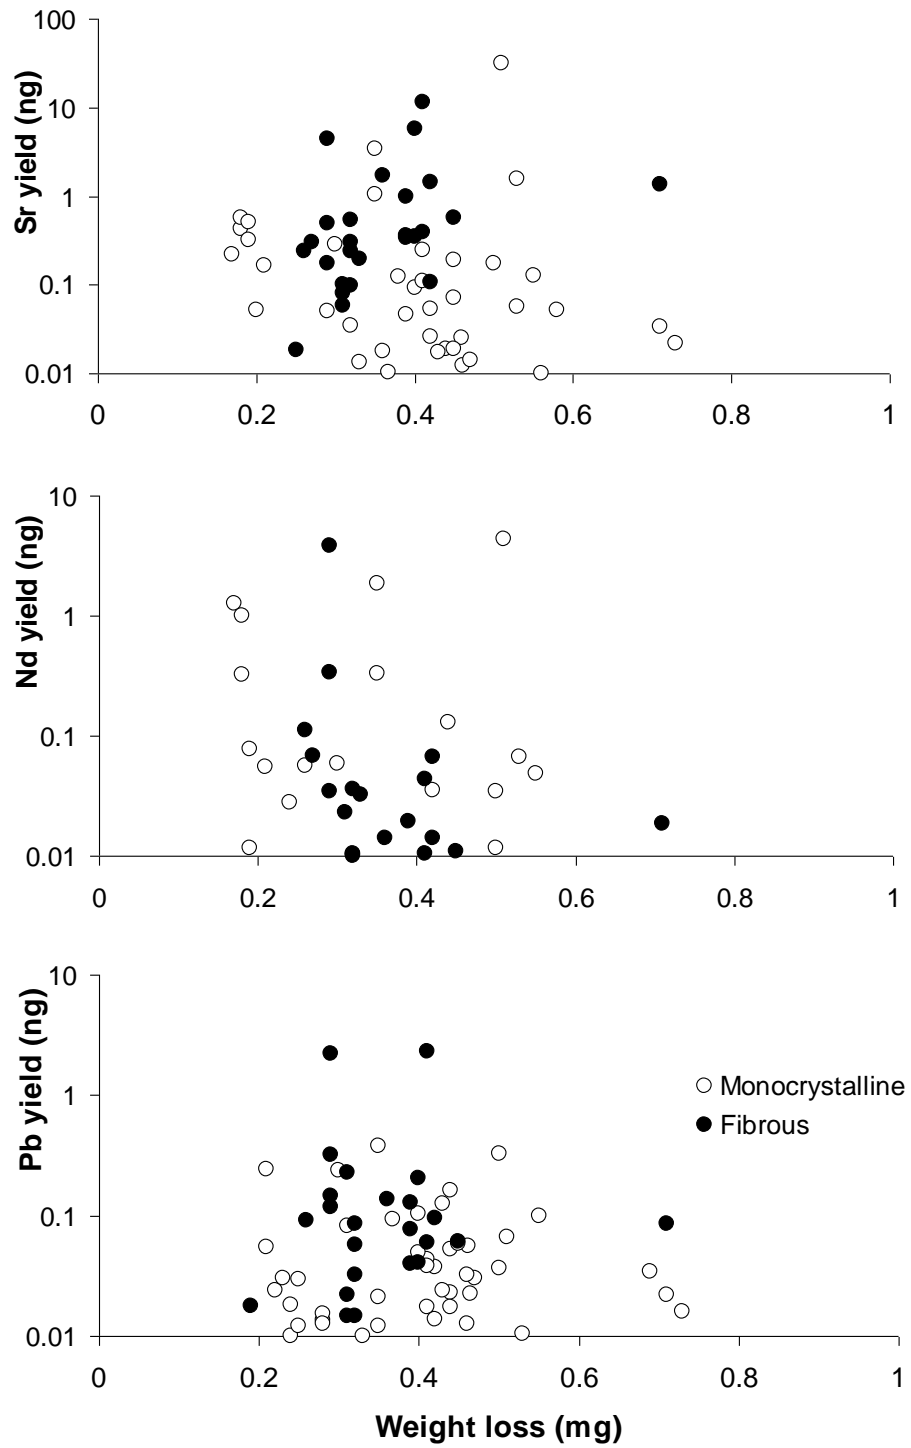 Sr yield (ng)
100
10
1
0.1
0.01
0 0.2 0.4 0.6 0.8 1
Nd yield (ng)
10
1
0.1
0.01
0 0.2 0.4 0.6 0.8 1
Pb yield (ng)
10
1
0.1
0.01
Monocrystalline
Fibrous
0 0.2 0.4 0.6 0.8 1
Weight loss (mg)